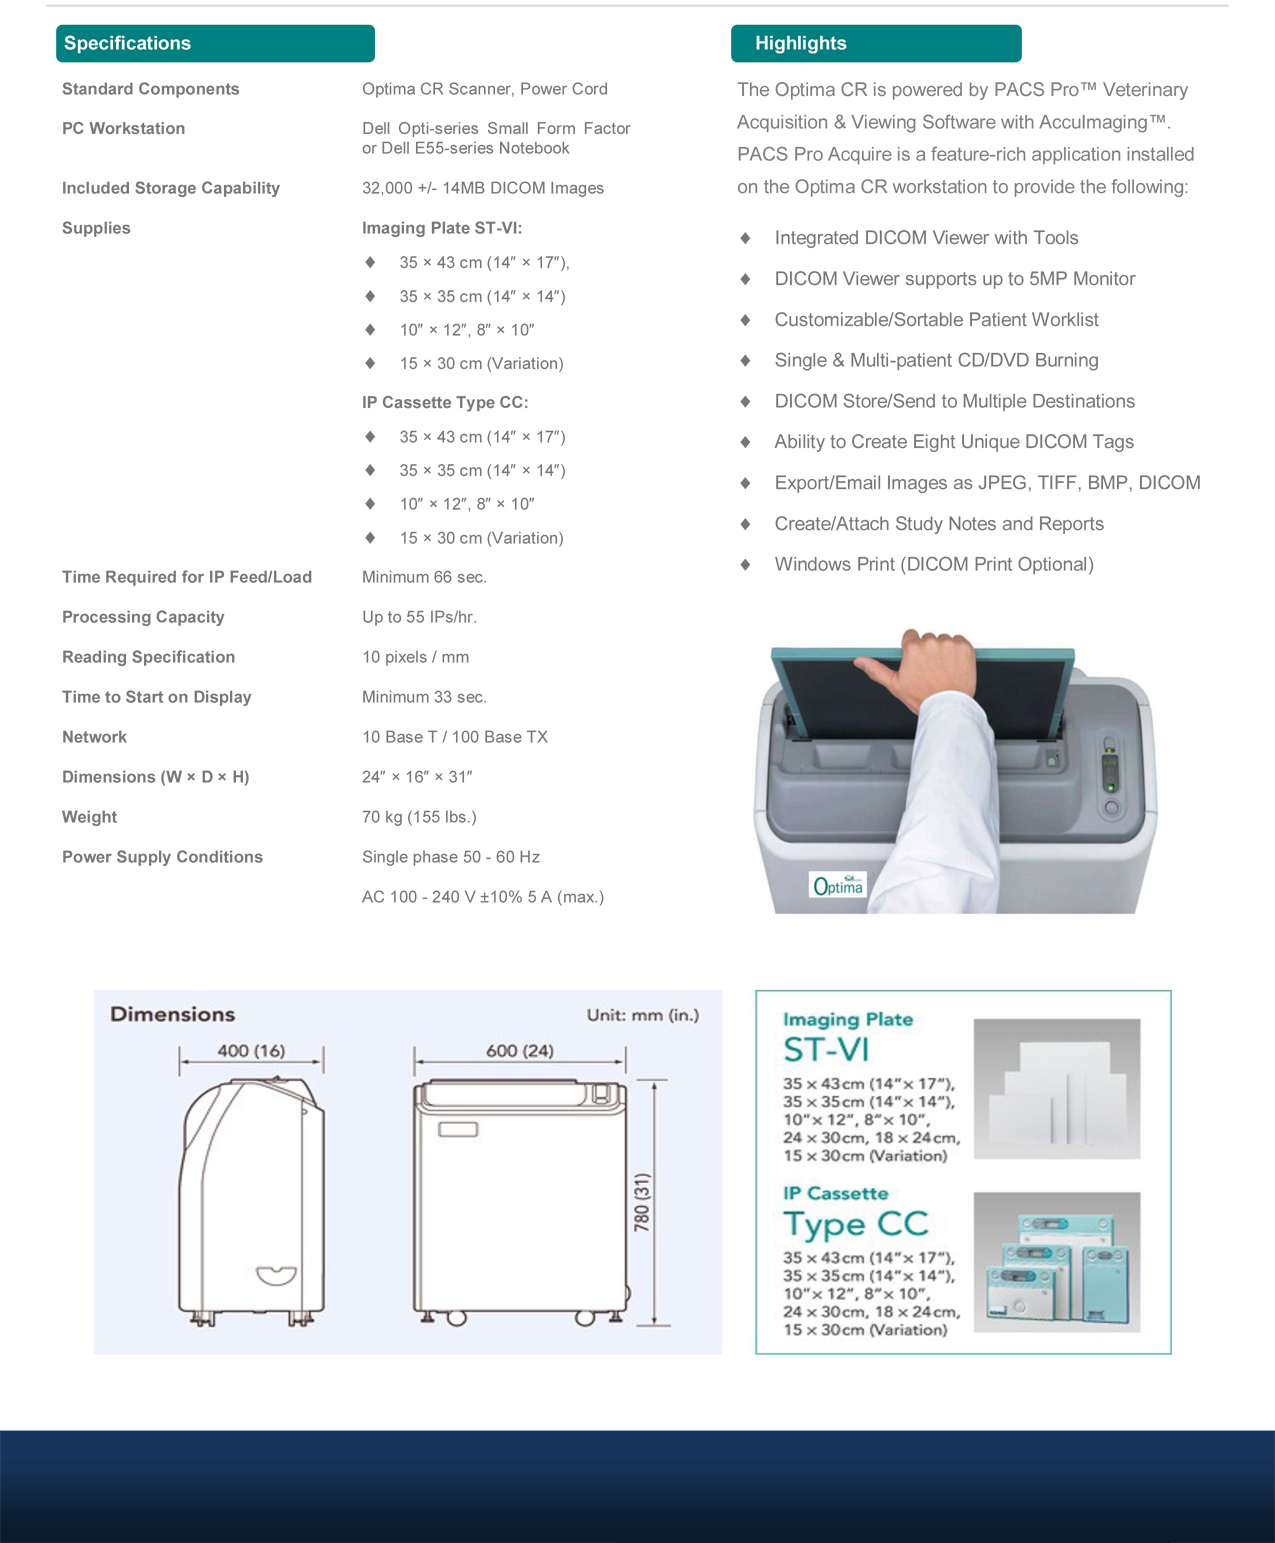 Specifications
Standard Components Optima CR Scanner, Power Cord
PC Workstation Dell Opti-series Small Form Factor
or Dell E55-series Notebook
Included Storage Capability 32,000 +/- 14MB DICOM Images
Supplies Imaging Plate ST-VI:
♦ 35 × 43 cm (14″ × 17″),
♦ 35 × 35 cm (14″ × 14″)
♦ 10″ × 12″, 8″ × 10″
♦ 15 × 30 cm (Variation)
IP Cassette Type CC:
♦ 35 × 43 cm (14″ × 17″)
♦ 35 × 35 cm (14″ × 14″)
♦ 10″ × 12″, 8″ × 10″
♦ 15 × 30 cm (Variation)
Time Required for IP Feed/Load Minimum 66 sec.
Processing Capacity Up to 55 IPs/hr.
Reading Specification 10 pixels / mm
Time to Start on Display Minimum 33 sec.
Network 10 Base T / 100 Base TX
Dimensions (W × D × H) 24″ × 16″ × 31″
Weight 70 kg (155 lbs.)
Power Supply Conditions Single phase 50 - 60 Hz
AC 100 - 240 V ±10% 5 A (max.)
Highlights
The Optima CR is powered by PACS Pro™ Veterinary
Acquisition & Viewing Software with AccuImaging™.
PACS Pro Acquire is a feature-rich application installed
on the Optima CR workstation to provide the following:
♦ Integrated DICOM Viewer with Tools
♦ DICOM Viewer supports up to 5MP Monitor
♦ Customizable/Sortable Patient Worklist
♦ Single & Multi-patient CD/DVD Burning
♦ DICOM Store/Send to Multiple Destinations
♦ Ability to Create Eight Unique DICOM Tags
♦ Export/Email Images as JPEG, TIFF, BMP, DICOM
♦ Create/Attach Study Notes and Reports
♦ Windows Print (DICOM Print Optional)
Optima
Dimensions Unit: mm (in.)
400 (16) 600 (24)
780 (31)
Imaging Plate
ST-VI
35 × 43cm (14″× 17″),
35 × 35cm (14″× 14″),
10″× 12″, 8″× 10″,
24 × 30cm, 18 × 24cm,
15 × 30cm (Variation)
IP Cassette
Type CC
35 × 43cm (14″× 17″),
35 × 35cm (14″× 14″),
10″× 12″, 8″× 10″,
24 × 30cm, 18 × 24cm,
15 × 30cm (Variation)